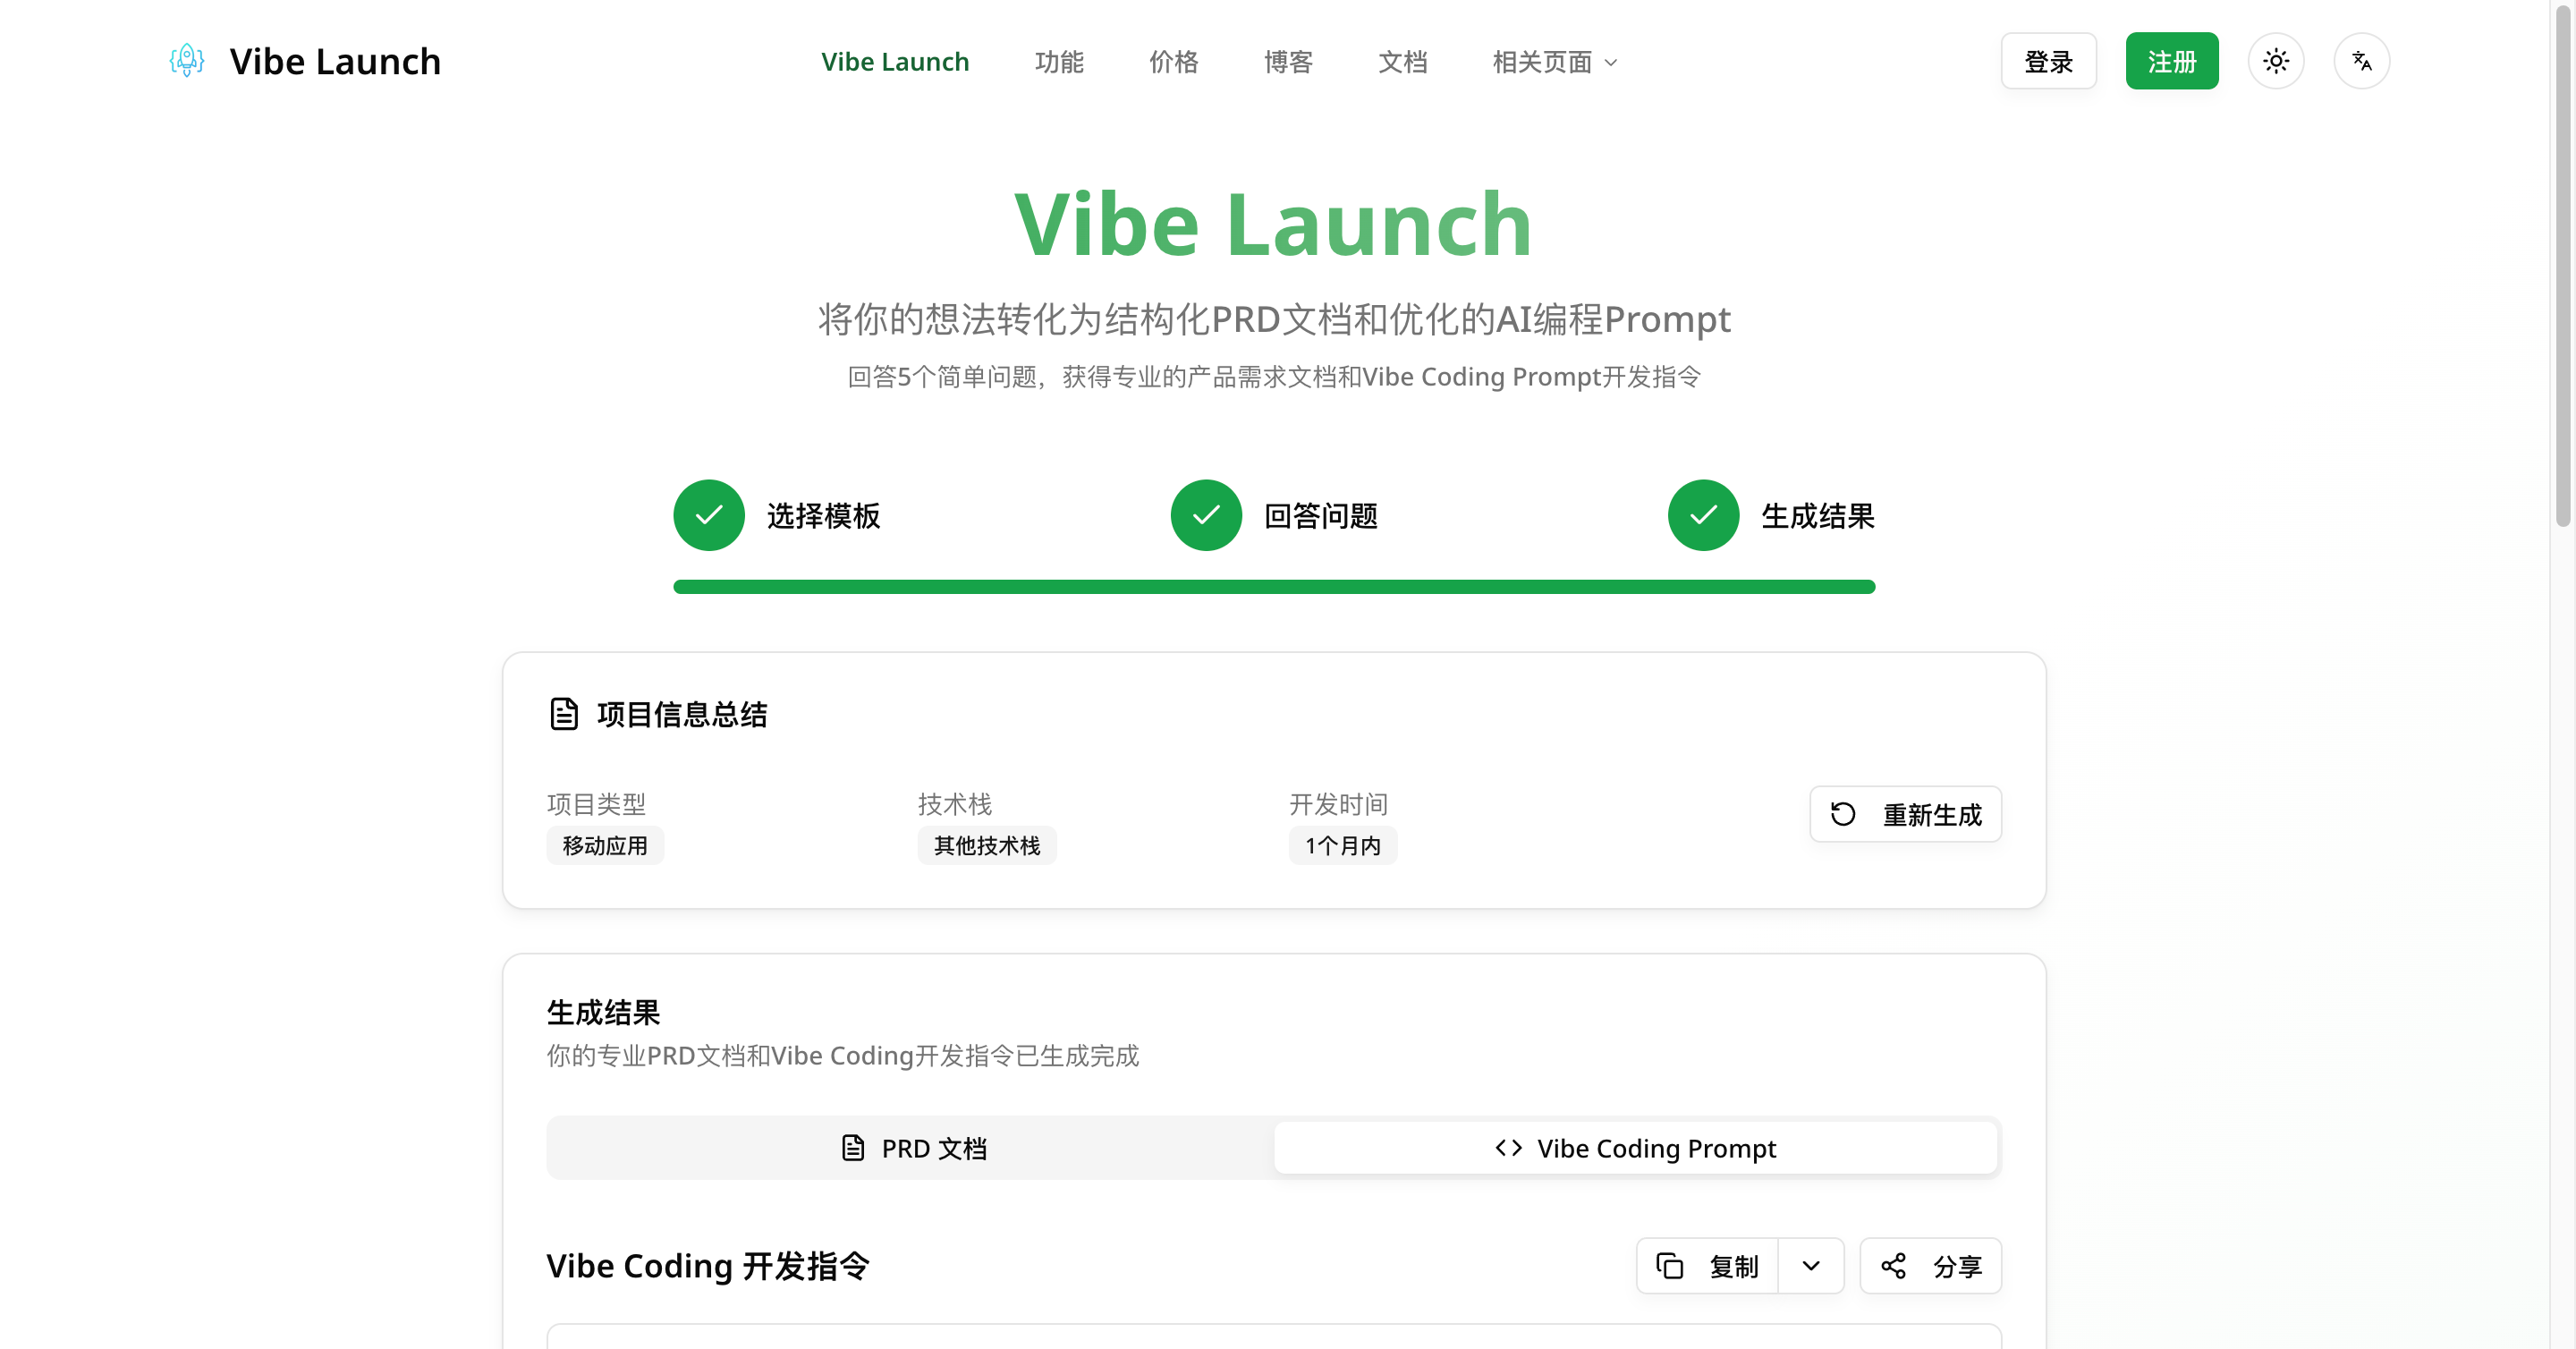 Vibe Launch
Vibe Launch 功能 价格 博客 文档 相关页面
登录 注册
Vibe Launch
将你的想法转化为结构化PRD文档和优化的AI编程Prompt
回答5个简单问题，获得专业的产品需求文档和Vibe Coding Prompt开发指令
选择模板 回答问题 生成结果
项目信息总结
项目类型 技术栈 开发时间
移动应用 其他技术栈 1个月内
重新生成
生成结果
你的专业PRD文档和Vibe Coding开发指令已生成完成
PRD 文档 Vibe Coding Prompt
Vibe Coding 开发指令 复制 分享